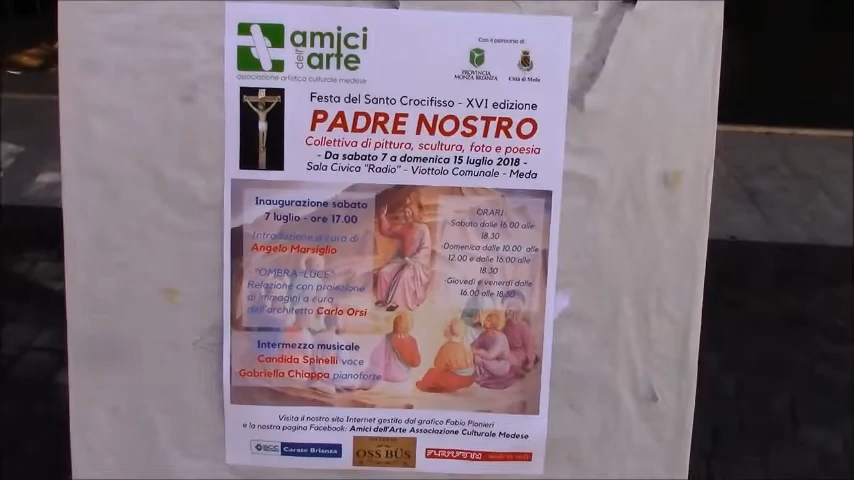 amici
dell'
arte
associazione artistica culturale medese
Con il patrocinio di
PROVINCIA
MONZA BRIANZA
Città di Meda
Festa del Santo Crocifisso - XVI edizione
PADRE NOSTRO
Collettiva di pittura, scultura, foto e poesia
- Da sabato 7 a domenica 15 luglio 2018 -
Sala Civica "Radio" - Viottolo Comunale - Meda
Inaugurazione sabato
7 luglio - ore 17.00
Introduzione a cura di
Angelo Marsiglio
"OMBRA=LUCE"
Relazione con proiezione
di immagini a cura
dell'architetto Carlo Orsi
Intermezzo musicale
Candida Spinelli voce
Gabriella Chiappa pianoforte
ORARI
-Sabato dalle 16.00 alle
18.30
-Domenica dalle 10.00 alle
12.00 e dalle 16.00 alle
18.30
-Giovedì e venerdì dalle
16.00 alle 18.30
Visita il nostro sito Internet gestito dal grafico Fabio Pionieri
e la nostra pagina Facebook: Amici dell'Arte Associazione Culturale Medese
BCC Carate Brianza
OSS BÜS